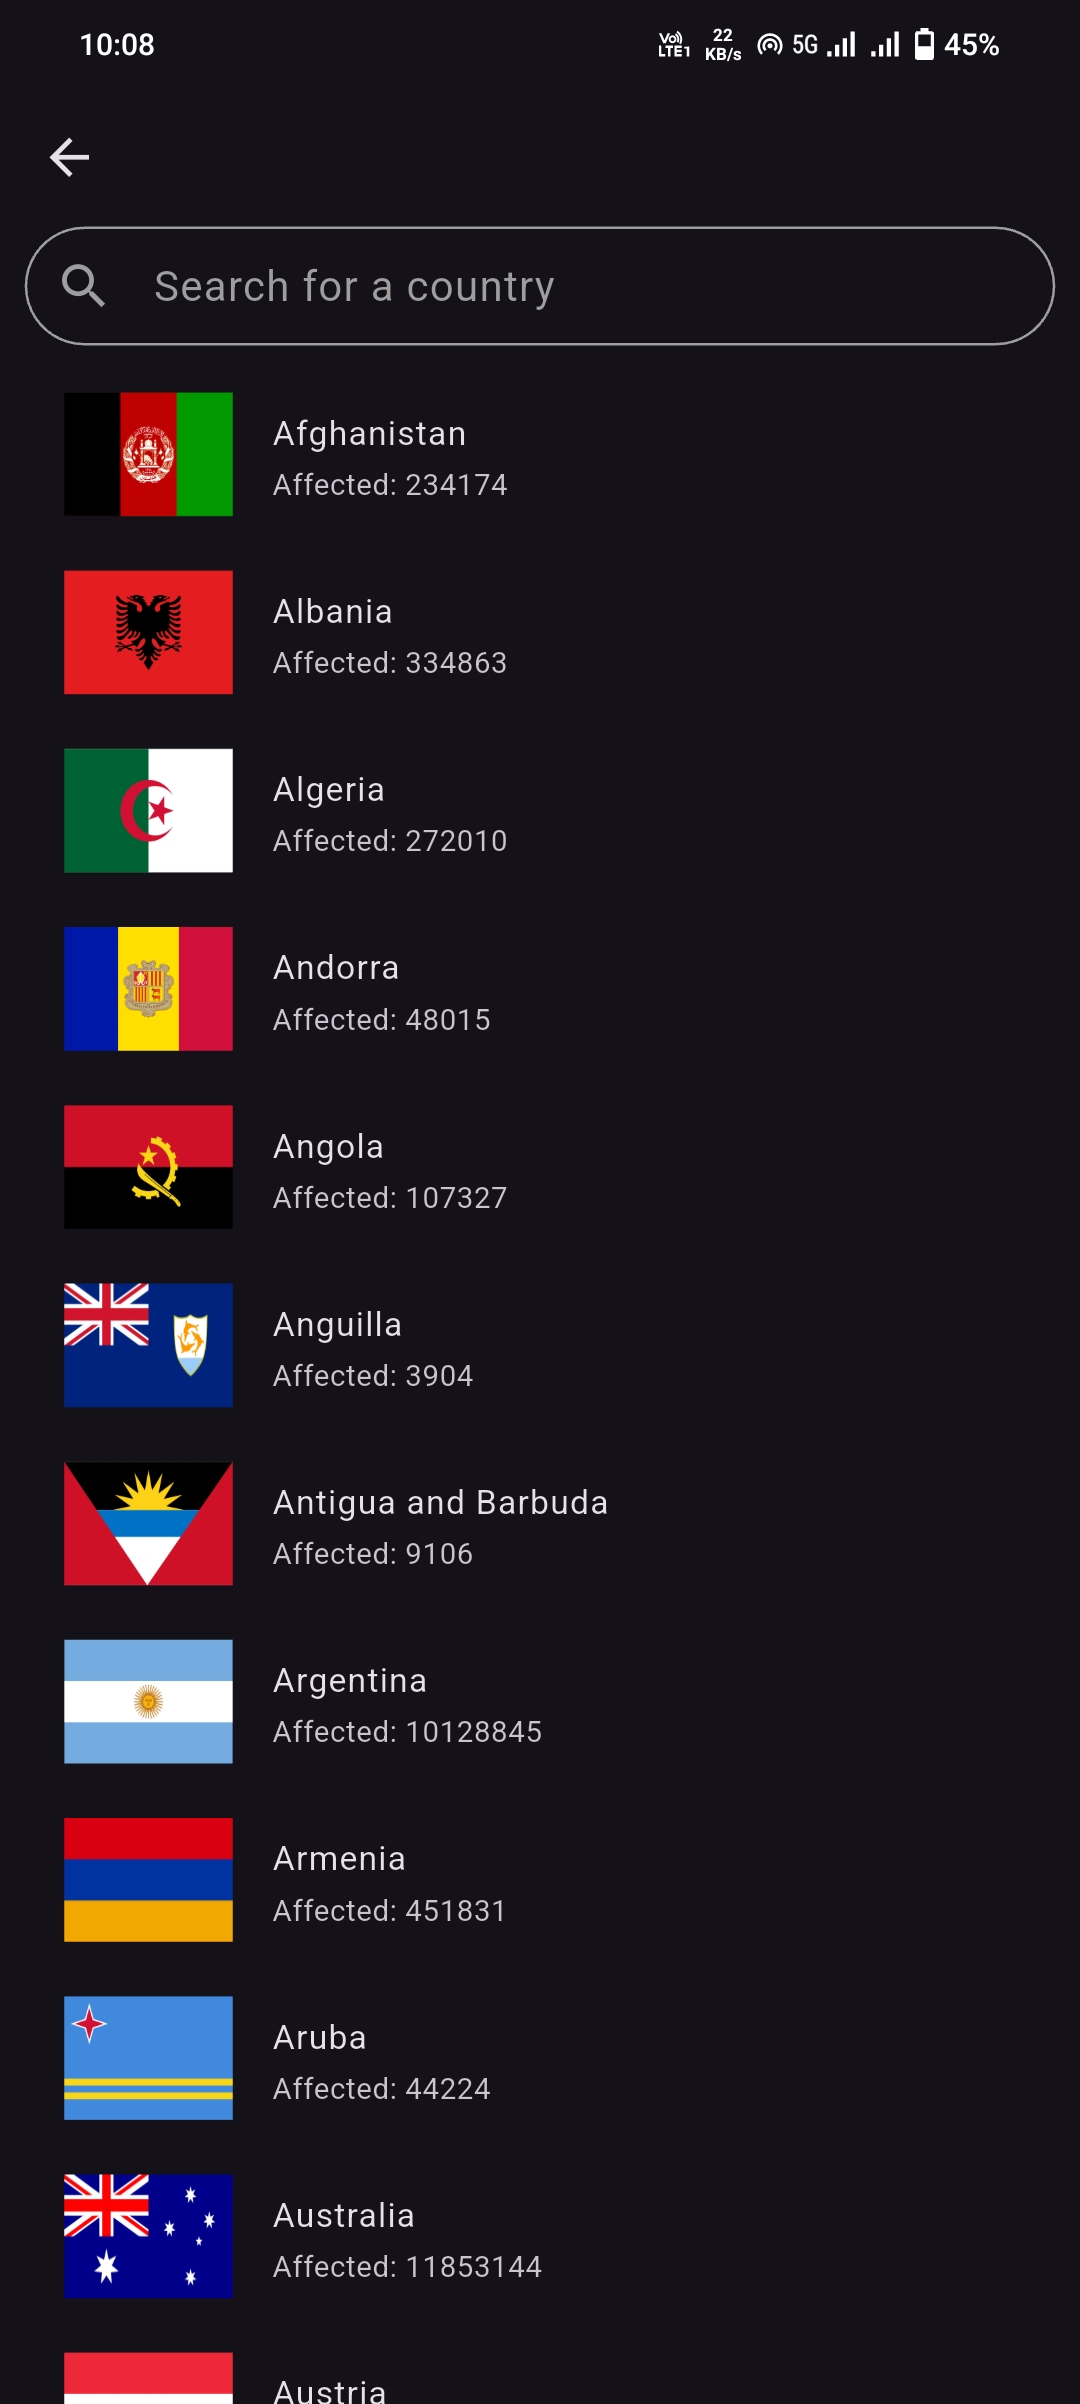 10:08
Vo)) LTE1 22 KB/s 5G 45%
Search for a country
Afghanistan
Affected: 234174
Albania
Affected: 334863
Algeria
Affected: 272010
Andorra
Affected: 48015
Angola
Affected: 107327
Anguilla
Affected: 3904
Antigua and Barbuda
Affected: 9106
Argentina
Affected: 10128845
Armenia
Affected: 451831
Aruba
Affected: 44224
Australia
Affected: 11853144
Austria